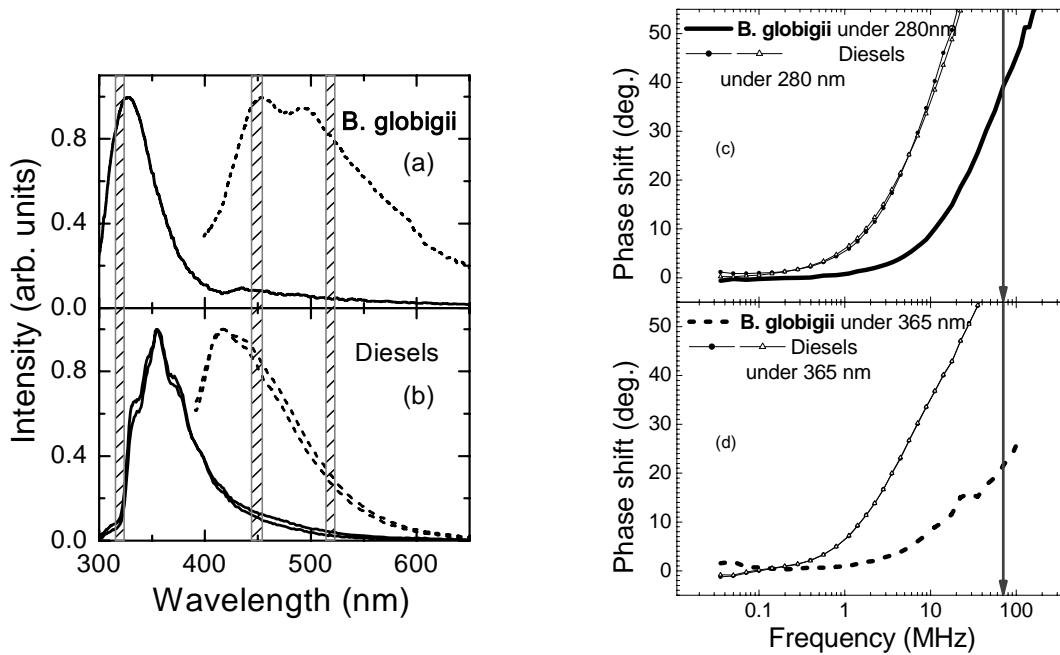 Intensity (arb. units)
0.8
0.4
0.0
B. globigii
(a)
0.8
0.4
0.0
Diesels
(b)
300 400 500 600
Wavelength (nm)
Phase shift (deg.)
50
40
30
20
10
0
B. globigii under 280nm
Diesels
under 280 nm
(c)
Phase shift (deg.)
50
40
30
20
10
0
B. globigii under 365 nm
Diesels
under 365 nm
(d)
0.1 1 10 100
Frequency (MHz)